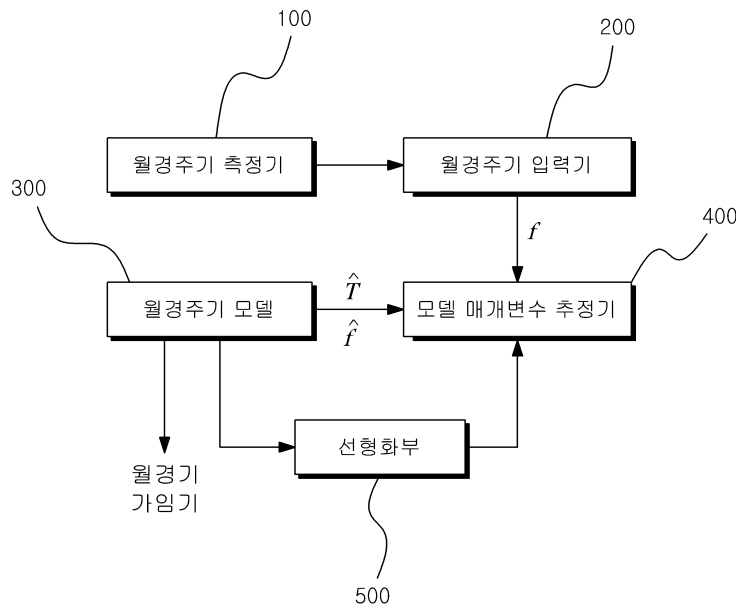 100
200
월경주기 측정기
월경주기 입력기
300
f
400
월경주기 모델
T̂
f̂
모델 매개변수 추정기
선형화부
월경기
가임기
500